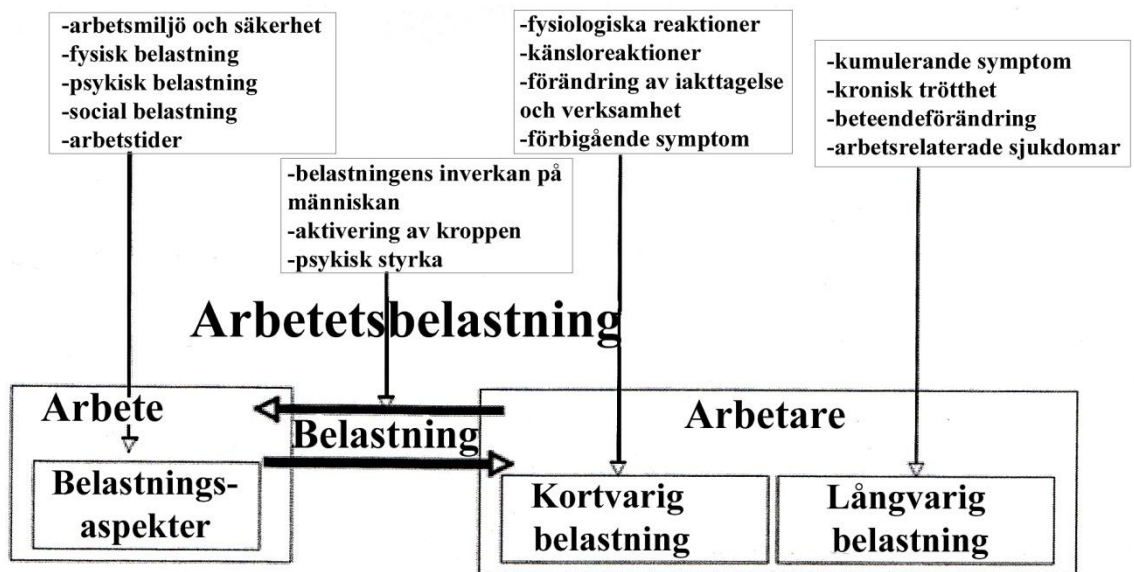 -arbetsmiljö och säkerhet
-fysisk belastning
-psykisk belastning
-social belastning
-arbetstider
-belastningens inverkan på
människan
-aktivering av kroppen
-psykisk styrka
-fysiologiska reaktioner
-känsloreaktioner
-förändring av iakttagelse
och verksamhet
-förbigående symptom
-kumulerande symptom
-kronisk trötthet
-beteendeförändring
-arbetsrelaterade sjukdomar
Arbetetsbelastning
Arbete
Belastnings-
aspekter
Belastning
Arbetare
Kortvarig
belastning
Långvarig
belastning